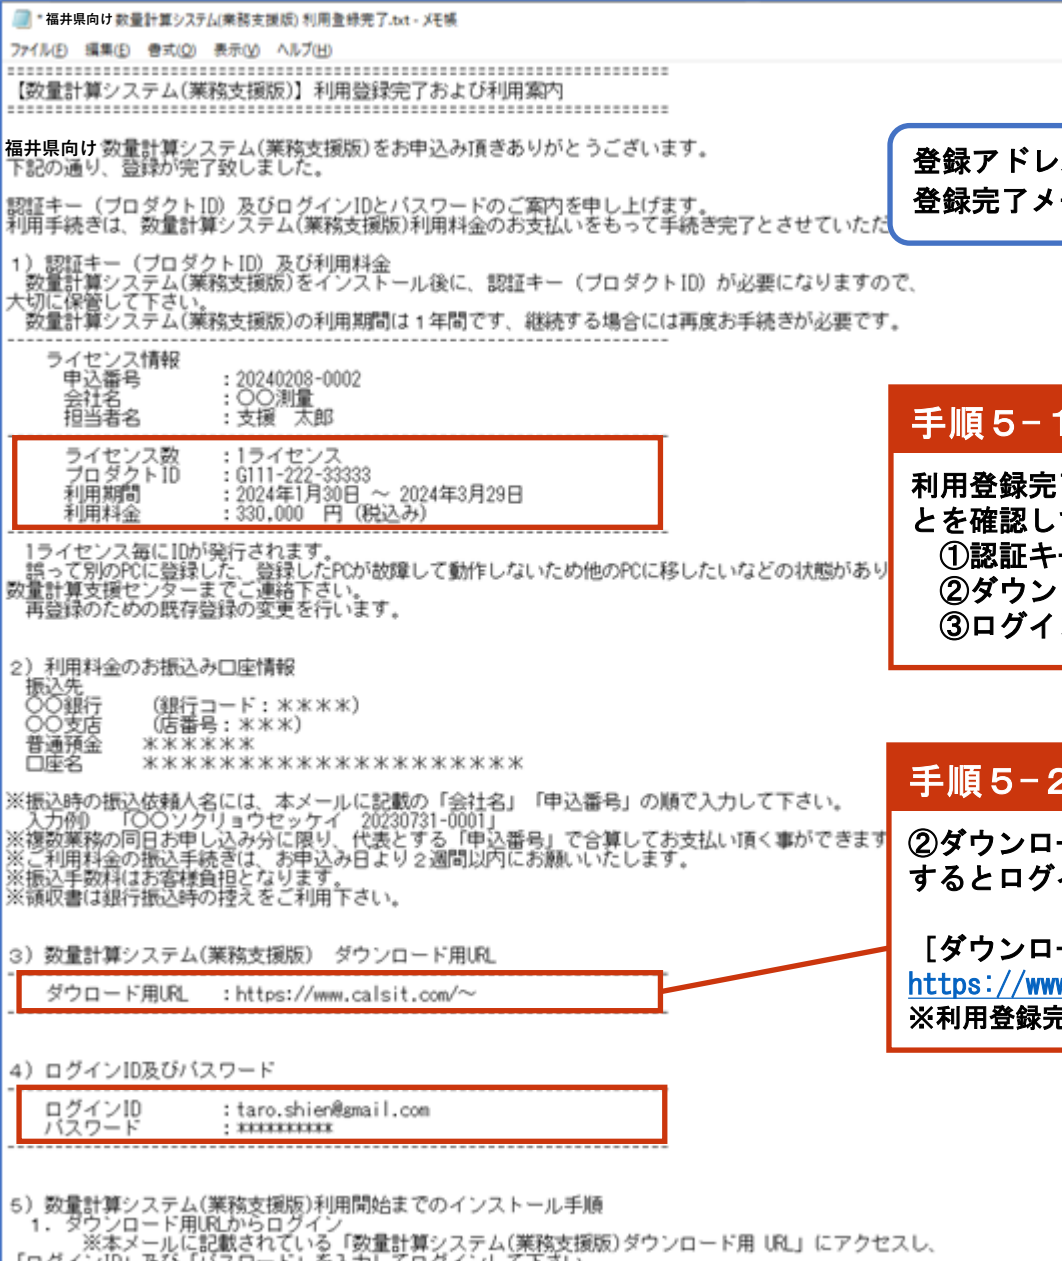 *福井県向け数量計算システム(業務支援版) 利用登録完了.txt - メモ帳
ファイル(F) 編集(E) 書式(O) 表示(V) ヘルプ(H)
【数量計算システム(業務支援版)】利用登録完了および利用案内
福井県向け数量計算システム(業務支援版)をお申込み頂きありがとうございます。
下記の通り、登録が完了致しました。
認証キー（プロダクトID）及びログインIDとパスワードのご案内を申し上げます。
利用手続きは、数量計算システム(業務支援版)利用料金のお支払いをもって手続き完了とさせていただ
1）認証キー（プロダクトID）及び利用料金
数量計算システム(業務支援版)をインストール後に、認証キー（プロダクトID）が必要になりますので、
大切に保管して下さい。
数量計算システム(業務支援版)の利用期間は1年間です、継続する場合には再度お手続きが必要です。
ライセンス情報
申込番号　：20240208-0002
会社名　：〇〇測量
担当者名　：支援　太郎
ライセンス数　：1ライセンス
プロダクトID　：G111-222-33333
利用期間　：2024年1月30日 ～ 2024年3月29日
利用料金　：330,000　円（税込み）
1ライセンス毎にIDが発行されます。
誤って別のPCに登録した、登録したPCが故障して動作しないため他のPCに移したいなどの状態があり
数量計算支援センターまでご連絡下さい。
再登録のための既存登録の変更を行います。
2）利用料金のお振込み口座情報
振込先
〇〇銀行　（銀行コード：＊＊＊＊）
〇〇支店　（店番号：＊＊＊）
普通預金　＊＊＊＊＊＊
口座名　＊＊＊＊＊＊＊＊＊＊＊＊＊＊＊＊＊＊＊＊
※振込時の振込依頼人名には、本メールに記載の「会社名」「申込番号」の順で入力して下さい。
入力例）「〇〇ソクリョウセッケイ　20230731-0001」
※複数業務の同日お申し込み分に限り、代表とする「申込番号」で合算してお支払い頂く事ができます
※ご利用料金の振込手続きは、お申込み日より２週間以内にお願いいたします。
※振込手数料はお客様負担となります。
※領収書は銀行振込時の控えをご利用下さい。
3）数量計算システム(業務支援版)　ダウンロード用URL
ダウロード用URL　：https://www.calsit.com/～
4）ログインID及びパスワード
ログインID　：taro.shien@gmail.com
パスワード　：**********
5）数量計算システム(業務支援版)利用開始までのインストール手順
1. ダウンロード用URLからログイン
※本メールに記載されている「数量計算システム(業務支援版)ダウンロード用 URL」にアクセスし、
「ログインID」及び「パスワード」を入力してログインして下さい
登録アドレ
登録完了メ
手順５-1
利用登録完
とを確認し
①認証キ
②ダウン
③ログイ
手順５-2
②ダウンロ
するとログ
［ダウンロ
https://www
※利用登録完